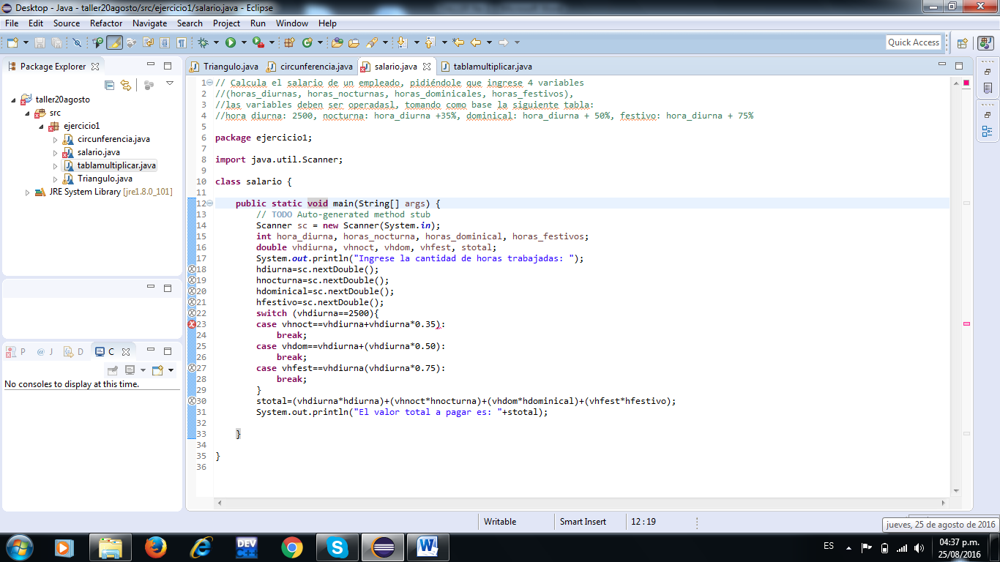 Desktop - Java - taller20agosto/src/ejercicio1/salario.java - Eclipse
File Edit Source Refactor Navigate Search Project Run Window Help
Quick Access
Package Explorer
taller20agosto
src
ejercicio1
circunferencia.java
salario.java
tablamultiplicar.java
Triangulo.java
JRE System Library [jre1.8.0_101]
P @ J D C
No consoles to display at this time.
Triangulo.java circunferencia.java salario.java tablamultiplicar.java
1 // Calcula el salario de un empleado, pidiéndole que ingrese 4 variables
2 //(horas_diurnas, horas_nocturnas, horas_dominicales, horas_festivos),
3 //las variables deben ser operadasl, tomando como base la siguiente tabla:
4 //hora diurna: 2500, nocturna: hora_diurna +35%, dominical: hora_diurna + 50%, festivo: hora_diurna + 75%
5
6 package ejercicio1;
7
8 import java.util.Scanner;
9
10 class salario {
11
12 public static void main(String[] args) {
13 // TODO Auto-generated method stub
14 Scanner sc = new Scanner(System.in);
15 int hora_diurna, horas_nocturna, horas_dominical, horas_festivos;
16 double vhdiurna, vhnoct, vhdom, vhfest, stotal;
17 System.out.println("Ingrese la cantidad de horas trabajadas: ");
18 hdiurna=sc.nextDouble();
19 hnocturna=sc.nextDouble();
20 hdominical=sc.nextDouble();
21 hfestivo=sc.nextDouble();
22 switch (vhdiurna==2500){
23 case vhnoct==vhdiurna+vhdiurna*0.35):
24 break;
25 case vhdom==vhdiurna+(vhdiurna*0.50):
26 break;
27 case vhfest==vhdiurna(vhdiurna*0.75):
28 break;
29 }
30 stotal=(vhdiurna*hdiurna)+(vhnoct*hnocturna)+(vhdom*hdominical)+(vhfest*hfestivo);
31 System.out.println("El valor total a pagar es: "+stotal);
32
33 }
34
35 }
36
Writable Smart Insert 12 : 19
jueves, 25 de agosto de 2016
DEV C++
ES
04:37 p.m.
25/08/2016